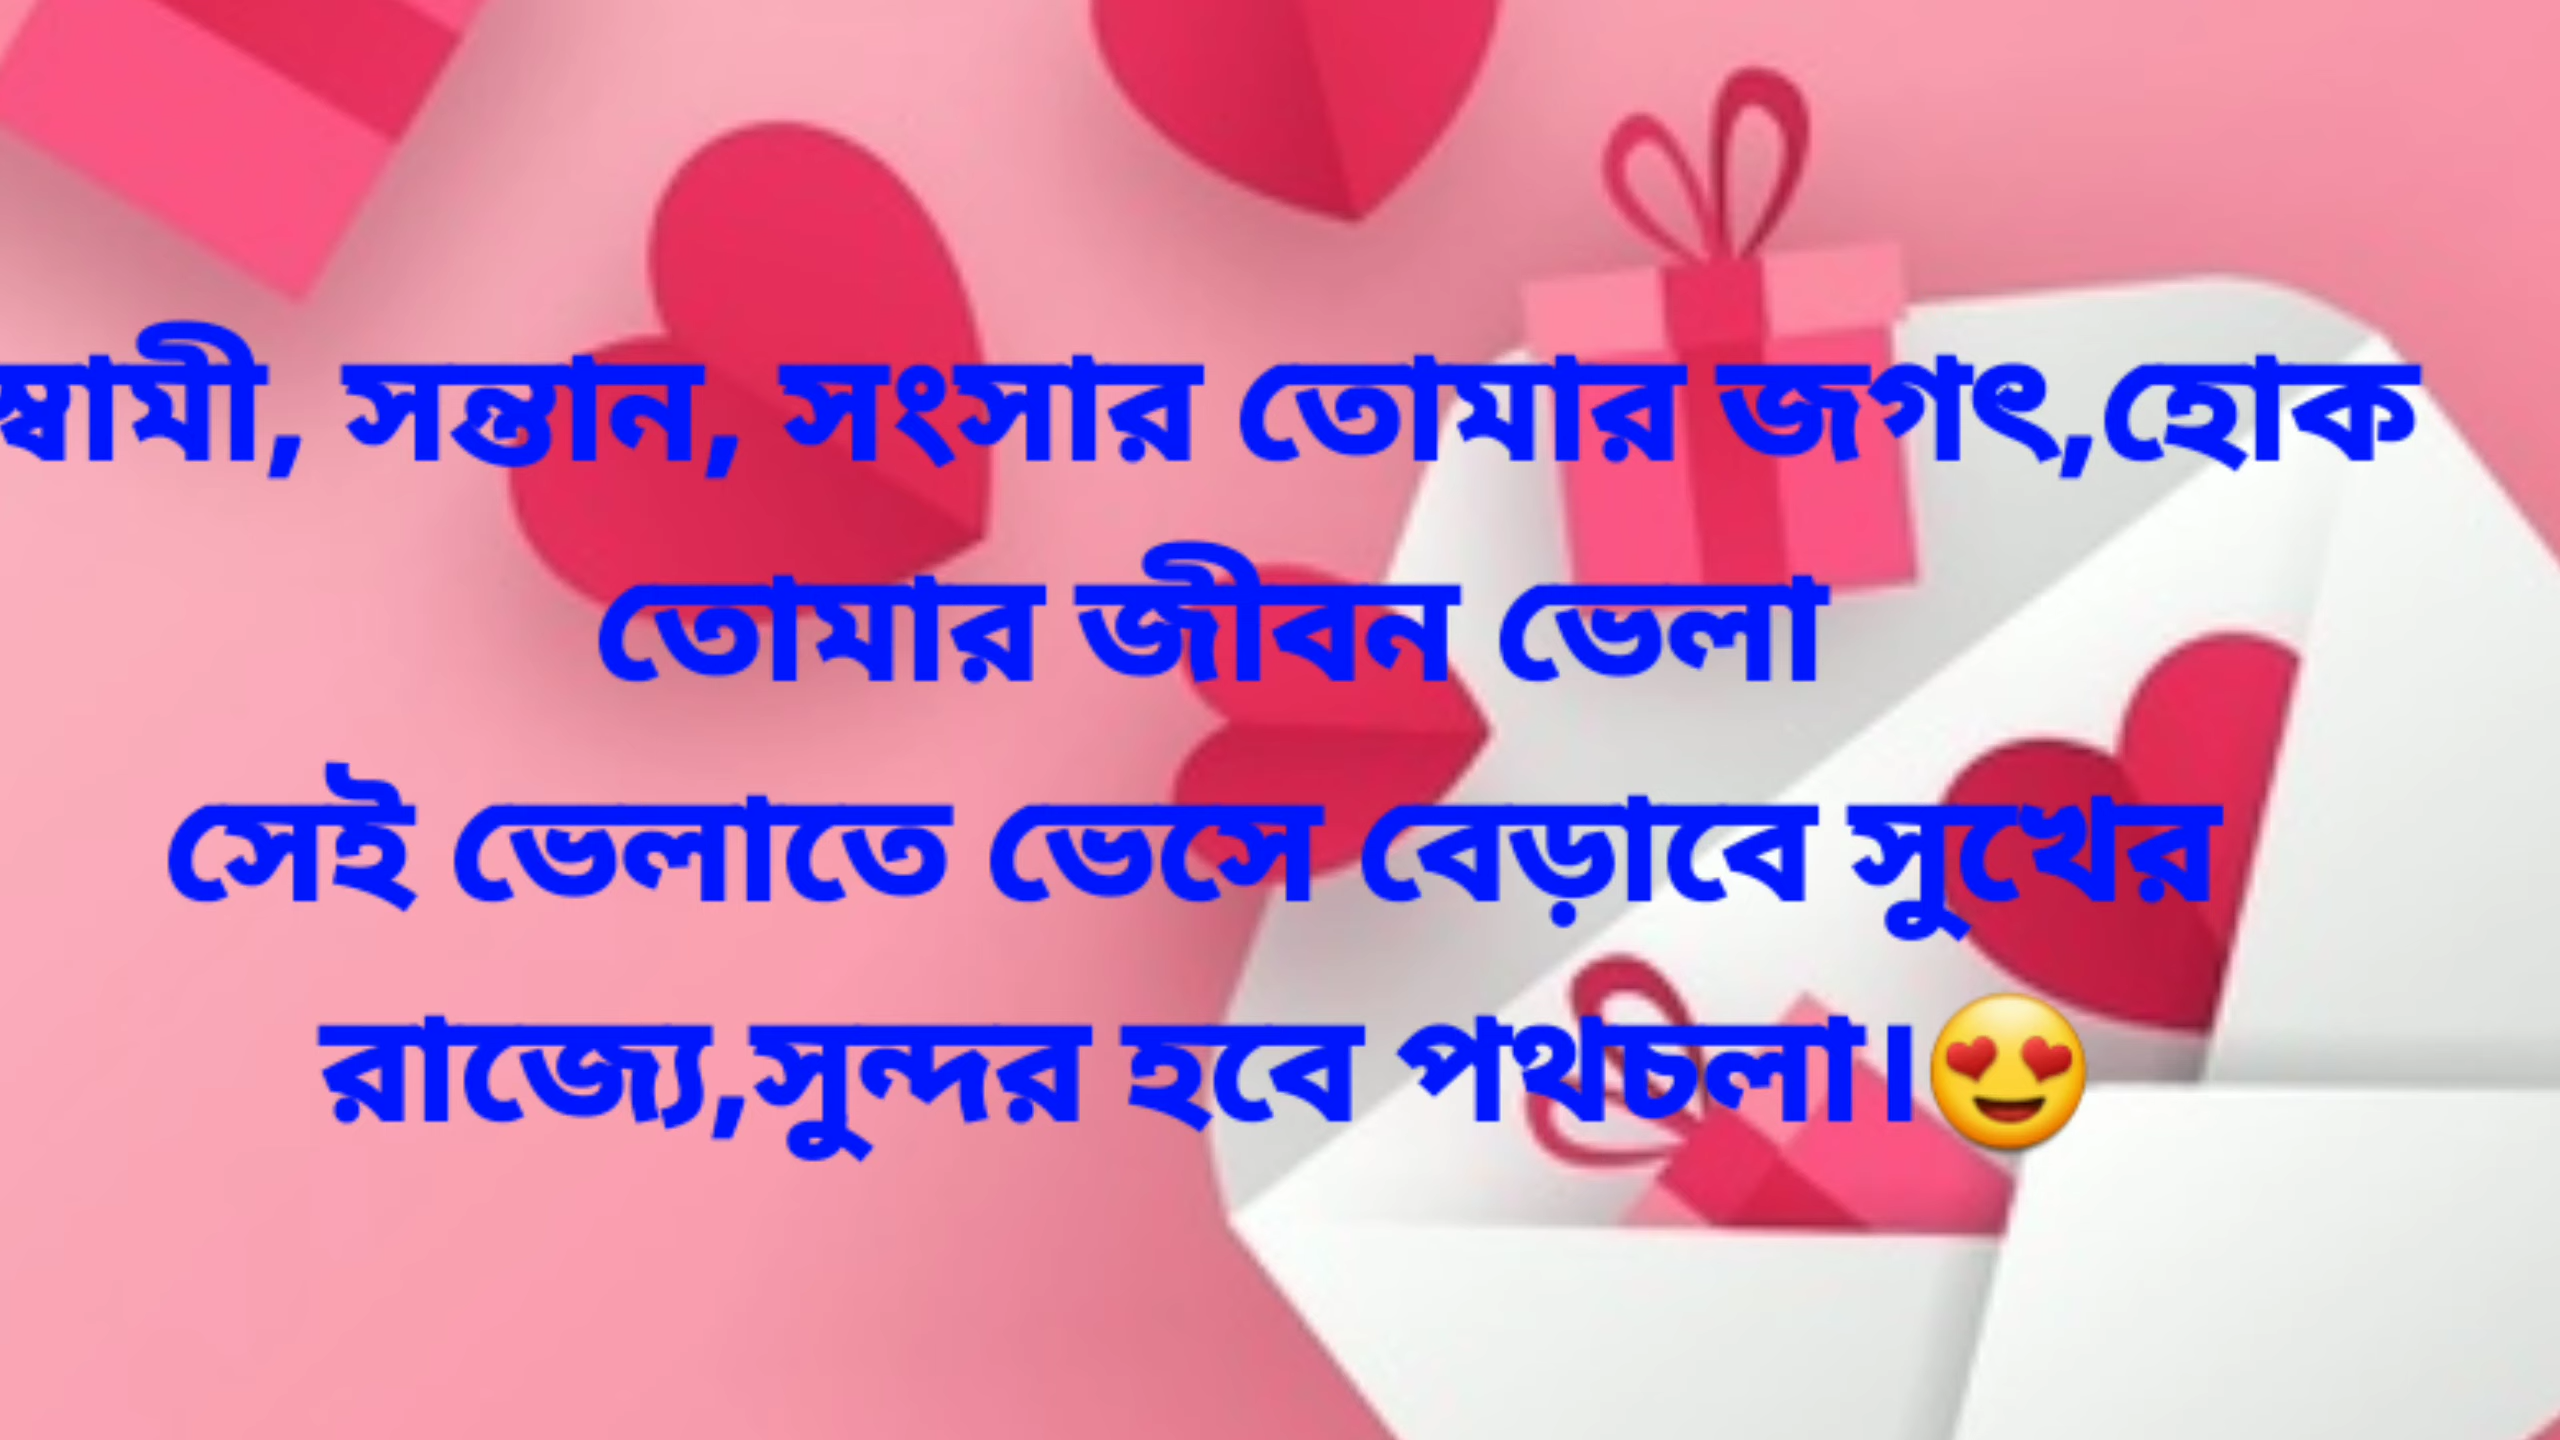 স্বামী, সন্তান, সংসার তোমার জগৎ,হোক
তোমার জীবন ভেলা
সেই ভেলাতে ভেসে বেড়াবে সুখের
রাজ্যে,সুন্দর হবে পথচলা।😍